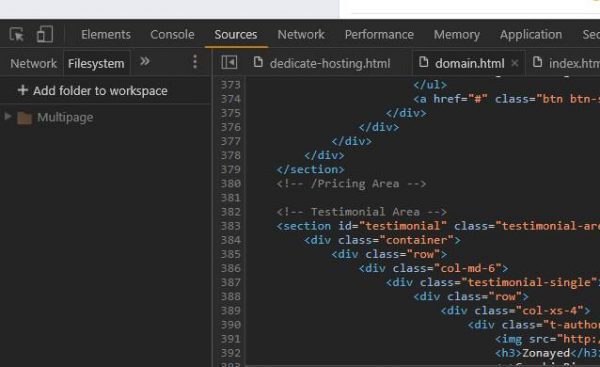 Elements Console Sources Network Performance Memory Application Sec
Network Filesystem » dedicate-hosting.html domain.html × index.htm
+ Add folder to workspace
Multipage
373 </ul>
374 <a href="#" class="btn btn-s
375 </div>
376 </div>
377 </div>
378 </div>
379 </section>
380 <!-- /Pricing Area -->
381
382 <!-- Testimonial Area -->
383 <section id="testimonial" class="testimonial-are
384 <div class="container">
385 <div class="row">
386 <div class="col-md-6">
387 <div class="testimonial-single"
388 <div class="row">
389 <div class="col-xs-4">
390 <div class="t-author
391 <img src="http:/
392 <h3>Zonayed</h3
393